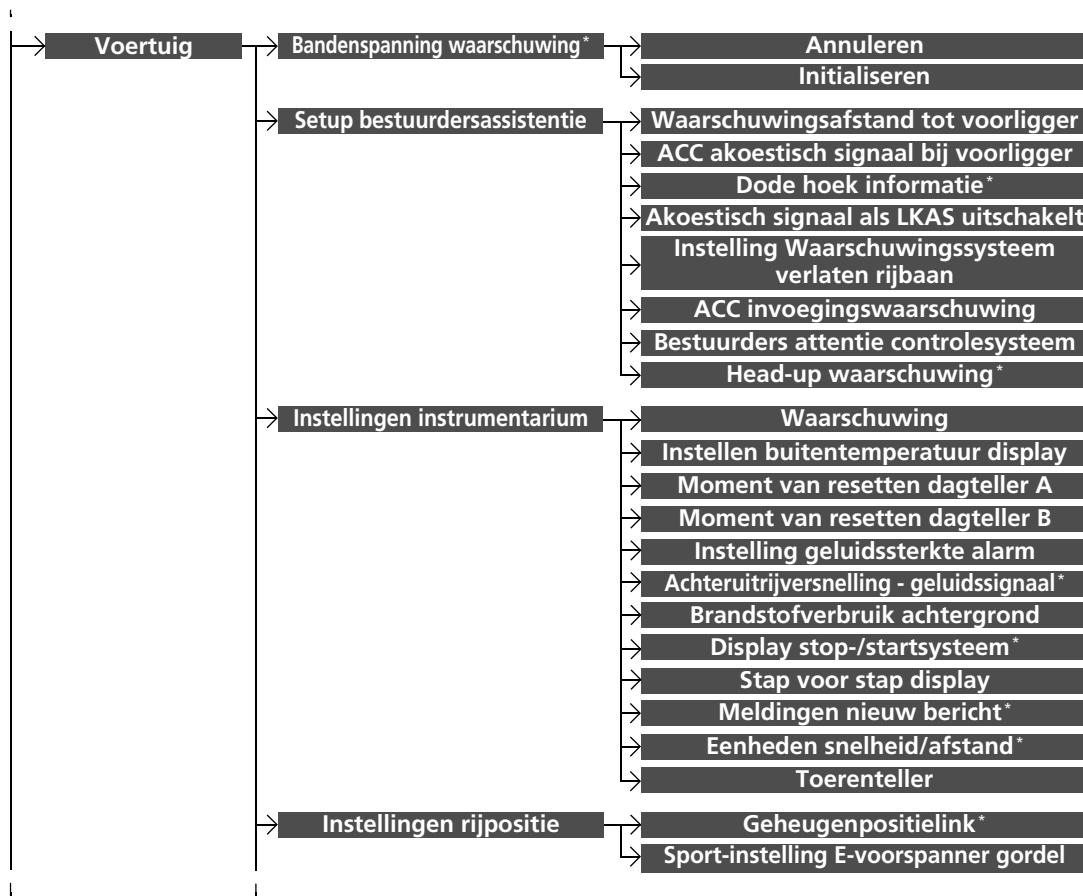 Voertuig
Bandenspanning waarschuwing*
Annuleren
Initialiseren
Setup bestuurdersassistentie
Waarschuwingsafstand tot voorligger
ACC akoestisch signaal bij voorligger
Dode hoek informatie*
Akoestisch signaal als LKAS uitschakelt
Instelling Waarschuwingssysteem
verlaten rijbaan
ACC invoegingswaarschuwing
Bestuurders attentie controlesysteem
Head-up waarschuwing*
Instellingen instrumentarium
Waarschuwing
Instellen buitentemperatuur display
Moment van resetten dagteller A
Moment van resetten dagteller B
Instelling geluidssterkte alarm
Achteruitrijversnelling - geluidssignaal*
Brandstofverbruik achtergrond
Display stop-/startsysteem*
Stap voor stap display
Meldingen nieuw bericht*
Eenheden snelheid/afstand*
Toerenteller
Instellingen rijpositie
Geheugenpositielink*
Sport-instelling E-voorspanner gordel